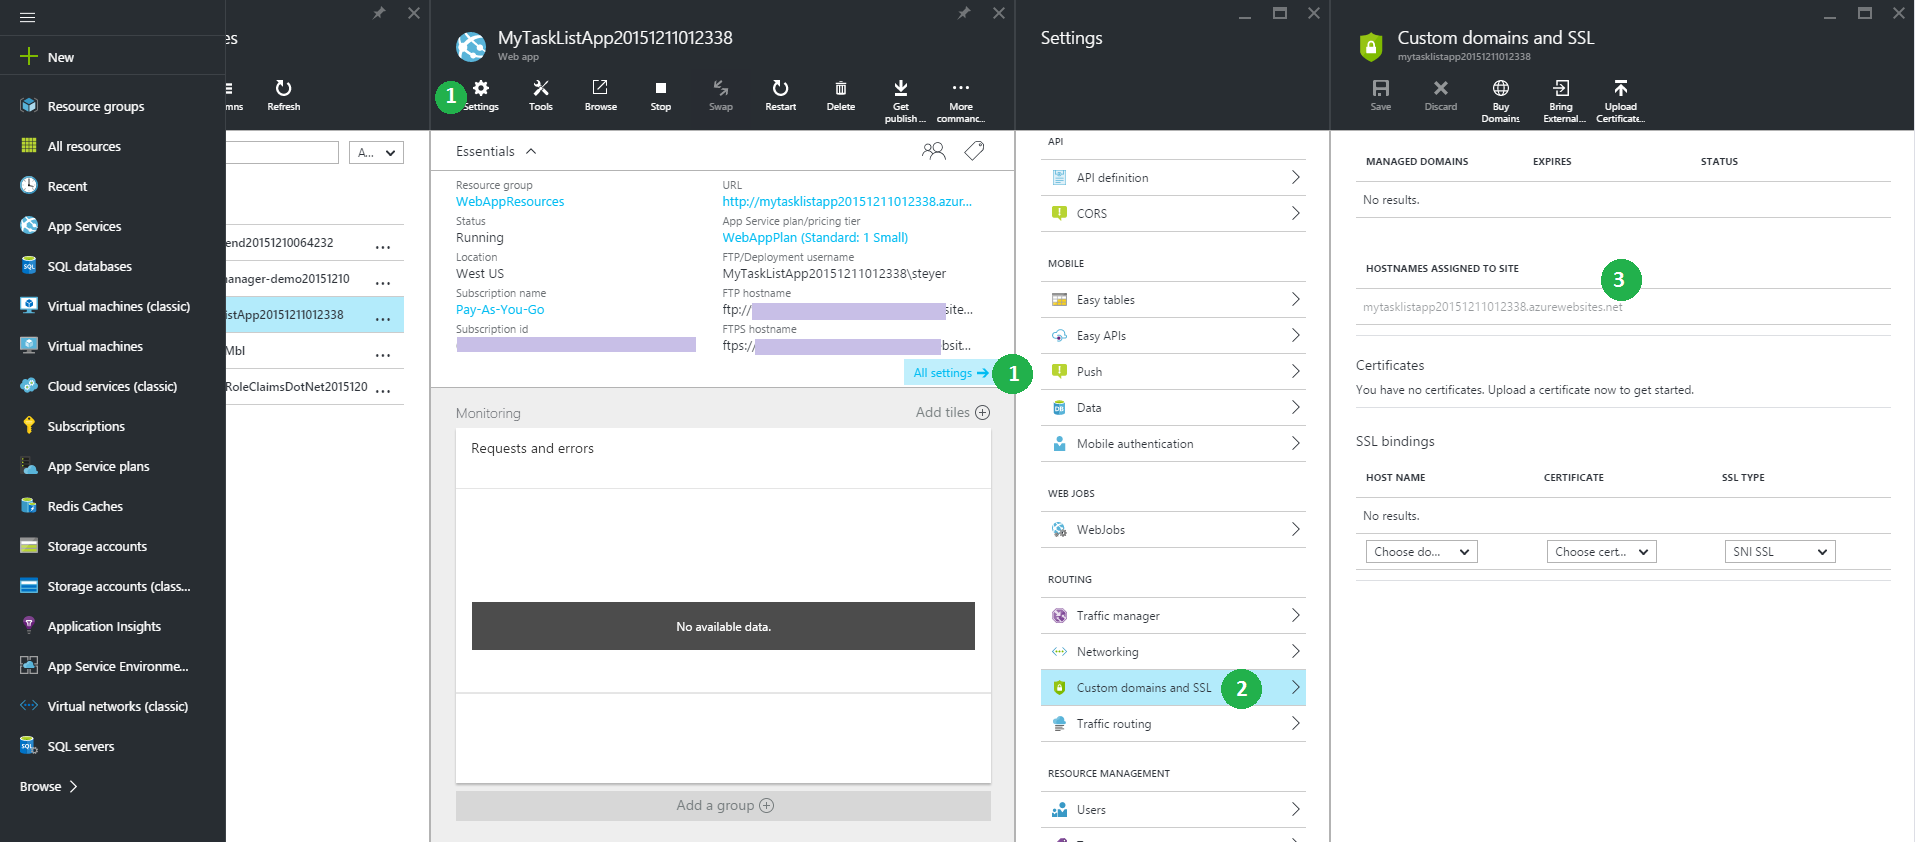 New
Resource groups
All resources
Recent
App Services
SQL databases
Virtual machines (classic)
Virtual machines
Cloud services (classic)
Subscriptions
App Service plans
Redis Caches
Storage accounts
Storage accounts (class...
Application Insights
App Service Environme...
Virtual networks (classic)
SQL servers
Browse
es
mns
Refresh
A...
end20151210064232
anager-demo20151210
istApp20151211012338
Mbl
RoleClaimsDotNet2015120
MyTaskListApp20151211012338
Web app
1
Settings
Tools
Browse
Stop
Swap
Restart
Delete
Get publish ...
More commanc...
Essentials
Resource group
WebAppResources
Status
Running
Location
West US
Subscription name
Pay-As-You-Go
Subscription id
URL
http://mytasklistapp20151211012338.azur...
App Service plan/pricing tier
WebAppPlan (Standard: 1 Small)
FTP/Deployment username
MyTaskListApp20151211012338\steyer
FTP hostname
ftp:// site...
FTPS hostname
ftps:// bsit...
All settings
1
Monitoring
Add tiles
Requests and errors
No available data.
Add a group
Settings
API
API definition
CORS
MOBILE
Easy tables
Easy APIs
Push
Data
Mobile authentication
WEB JOBS
WebJobs
ROUTING
Traffic manager
Networking
Custom domains and SSL
2
Traffic routing
RESOURCE MANAGEMENT
Users
Custom domains and SSL
mytasklistapp20151211012338
Save
Discard
Buy Domains
Bring External...
Upload Certificate...
MANAGED DOMAINS EXPIRES STATUS
No results.
HOSTNAMES ASSIGNED TO SITE
3
mytasklistapp20151211012338.azurewebsites.net
Certificates
You have no certificates. Upload a certificate now to get started.
SSL bindings
HOST NAME CERTIFICATE SSL TYPE
No results.
Choose do... Choose cert... SNI SSL